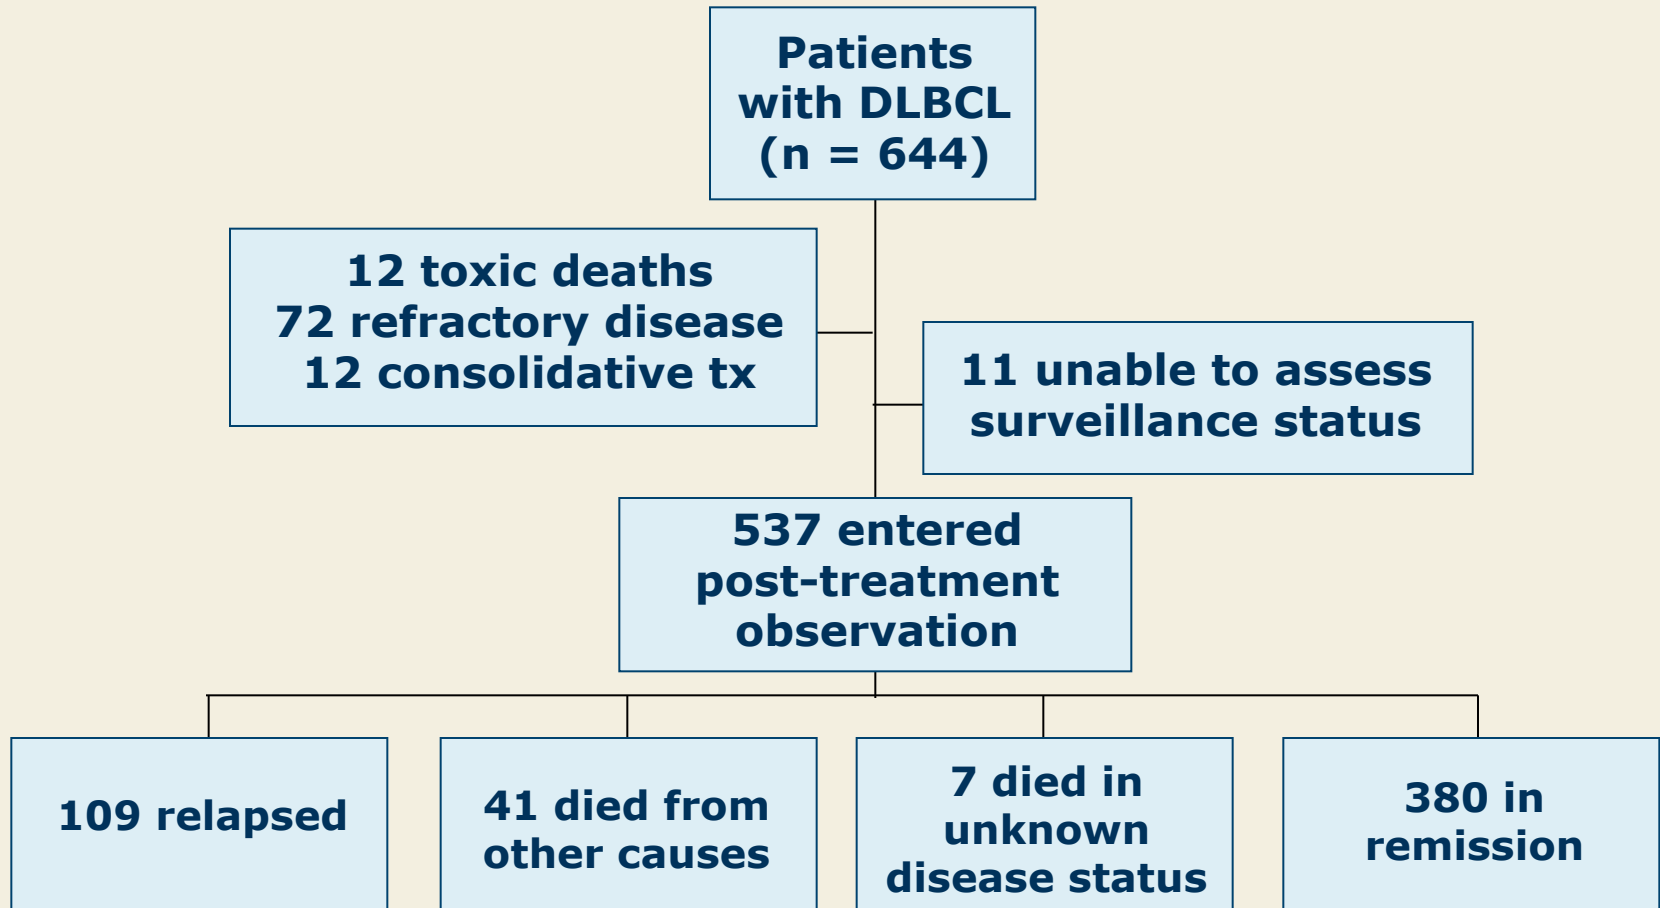 Patients
with DLBCL
(n = 644)
12 toxic deaths
72 refractory disease
12 consolidative tx
11 unable to assess
surveillance status
537 entered
post-treatment
observation
109 relapsed
41 died from
other causes
7 died in
unknown
disease status
380 in
remission